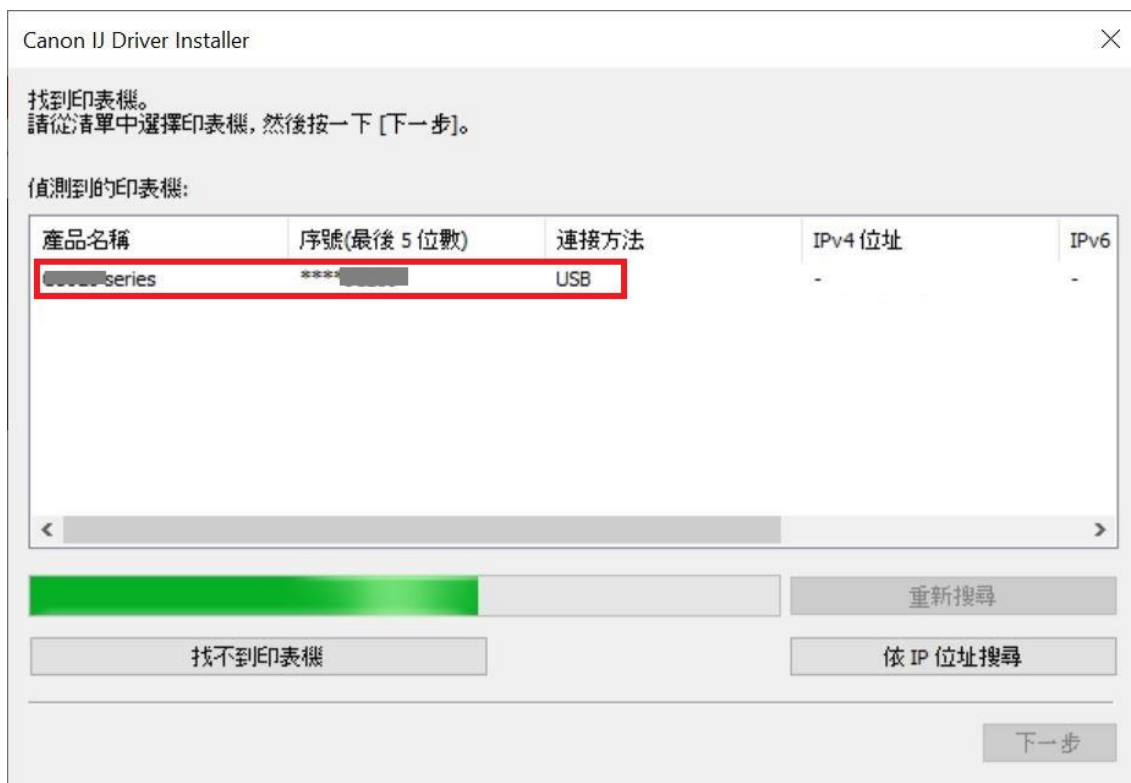 Canon IJ Driver Installer
找到印表機。
請從清單中選擇印表機, 然後按一下 [下一步]。
偵測到的印表機:
產品名稱 序號(最後 5 位數) 連接方法 IPv4 位址 IPv6
series **** USB - -
重新搜尋
找不到印表機 依 IP 位址搜尋
下一步